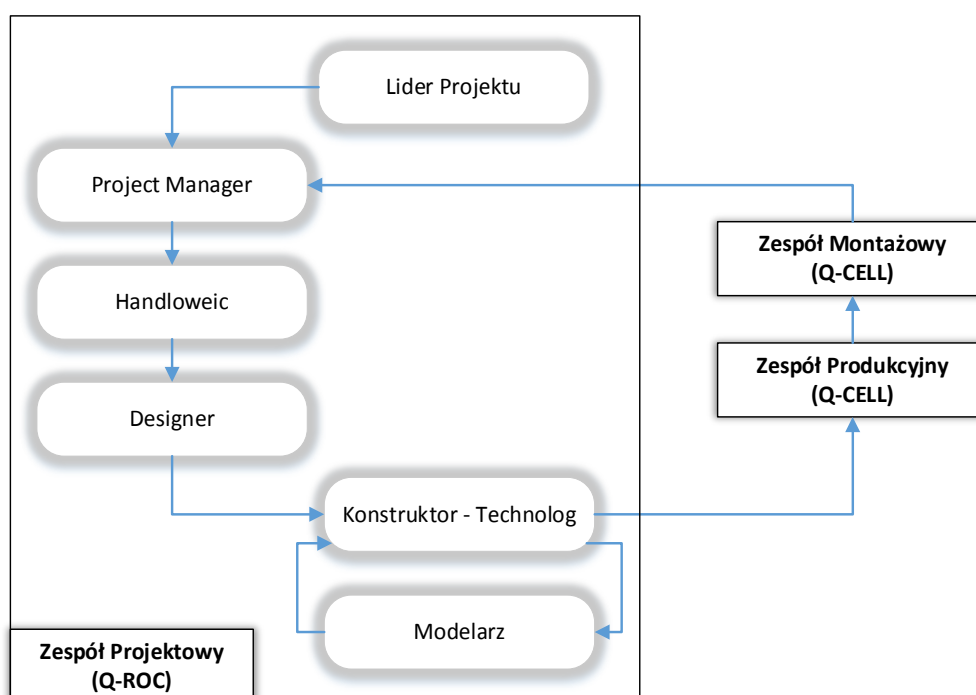 Lider Projektu
Project Manager
Handloweic
Designer
Konstruktor - Technolog
Modelarz
Zespół Projektowy
(Q-ROC)
Zespół Montażowy
(Q-CELL)
Zespół Produkcyjny
(Q-CELL)